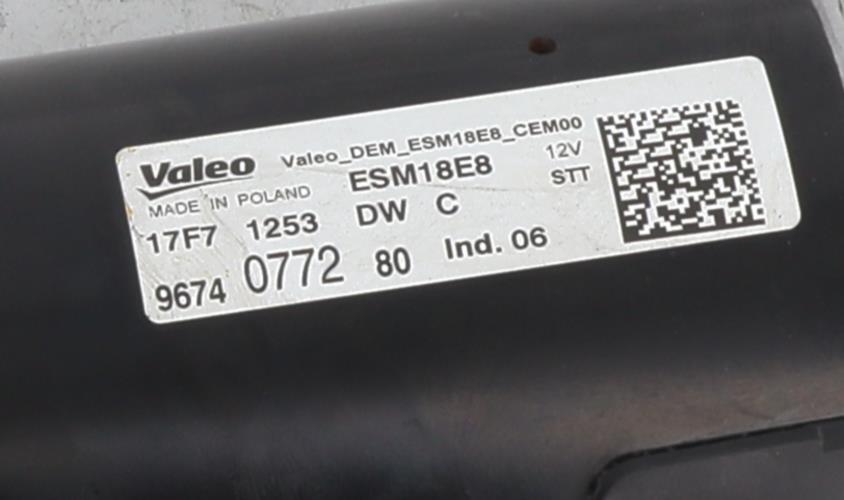 Valeo Valeo_DEM_ESM18E8_CEM00
MADE IN POLAND ESM18E8 12V
17F7 1253 DW C STT
9674 0772 80 Ind. 06